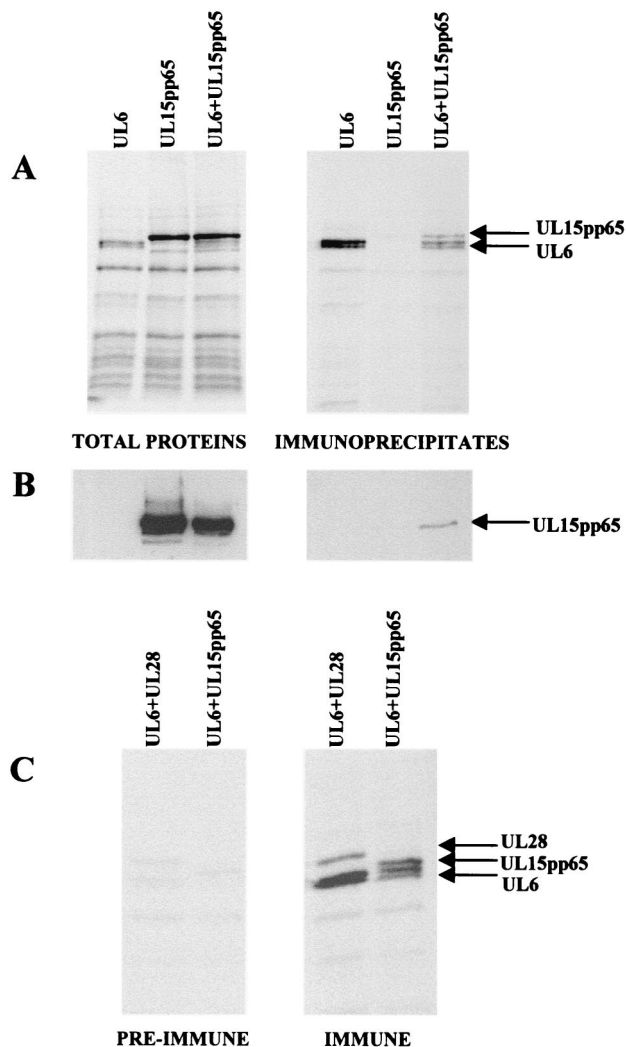 UL6
UL15pp65
UL6+UL15pp65
UL6
UL15pp65
UL6+UL15pp65
A
UL15pp65
UL6
TOTAL PROTEINS
IMMUNOPRECIPITATES
B
UL15pp65
UL6+UL28
UL6+UL15pp65
UL6+UL28
UL6+UL15pp65
C
UL28
UL15pp65
UL6
PRE-IMMUNE
IMMUNE